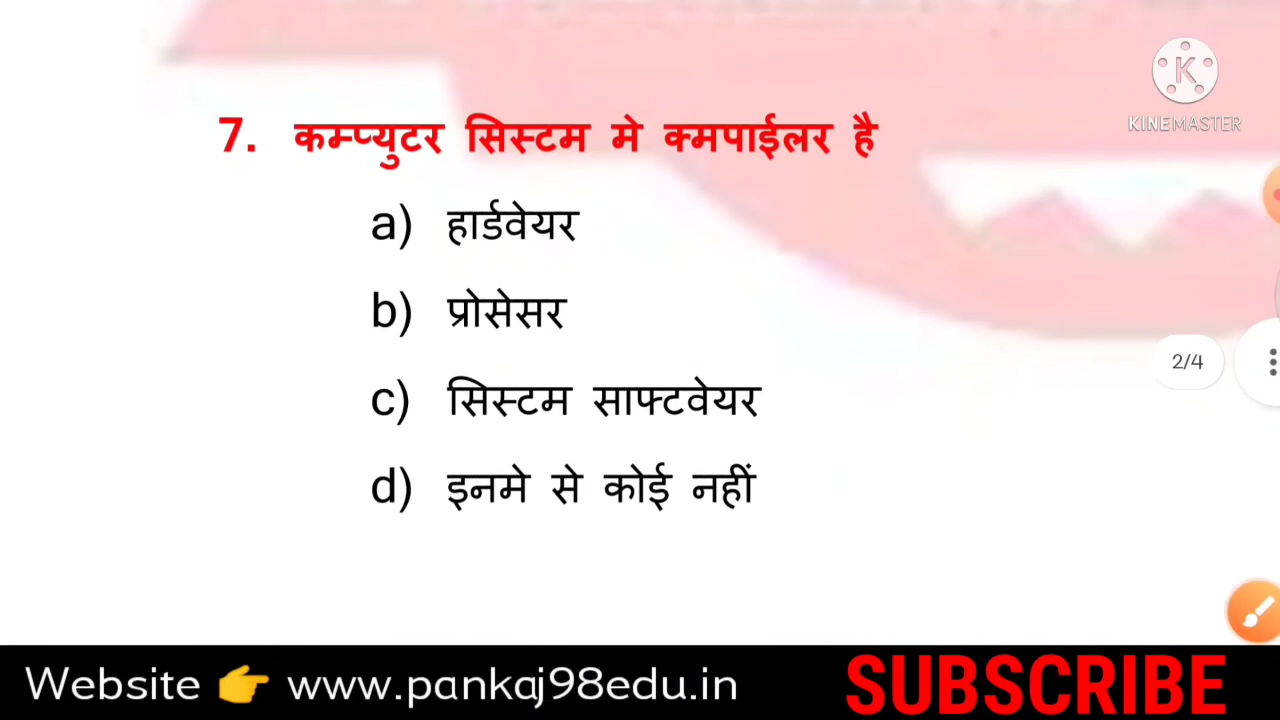 KINEMASTER
7. कम्प्युटर सिस्टम मे क्मपाईलर है
a) हार्डवेयर
b) प्रोसेसर
2/4
c) सिस्टम साफ्टवेयर
d) इनमे से कोई नहीं
Website 👉 www.pankaj98edu.in SUBSCRIBE